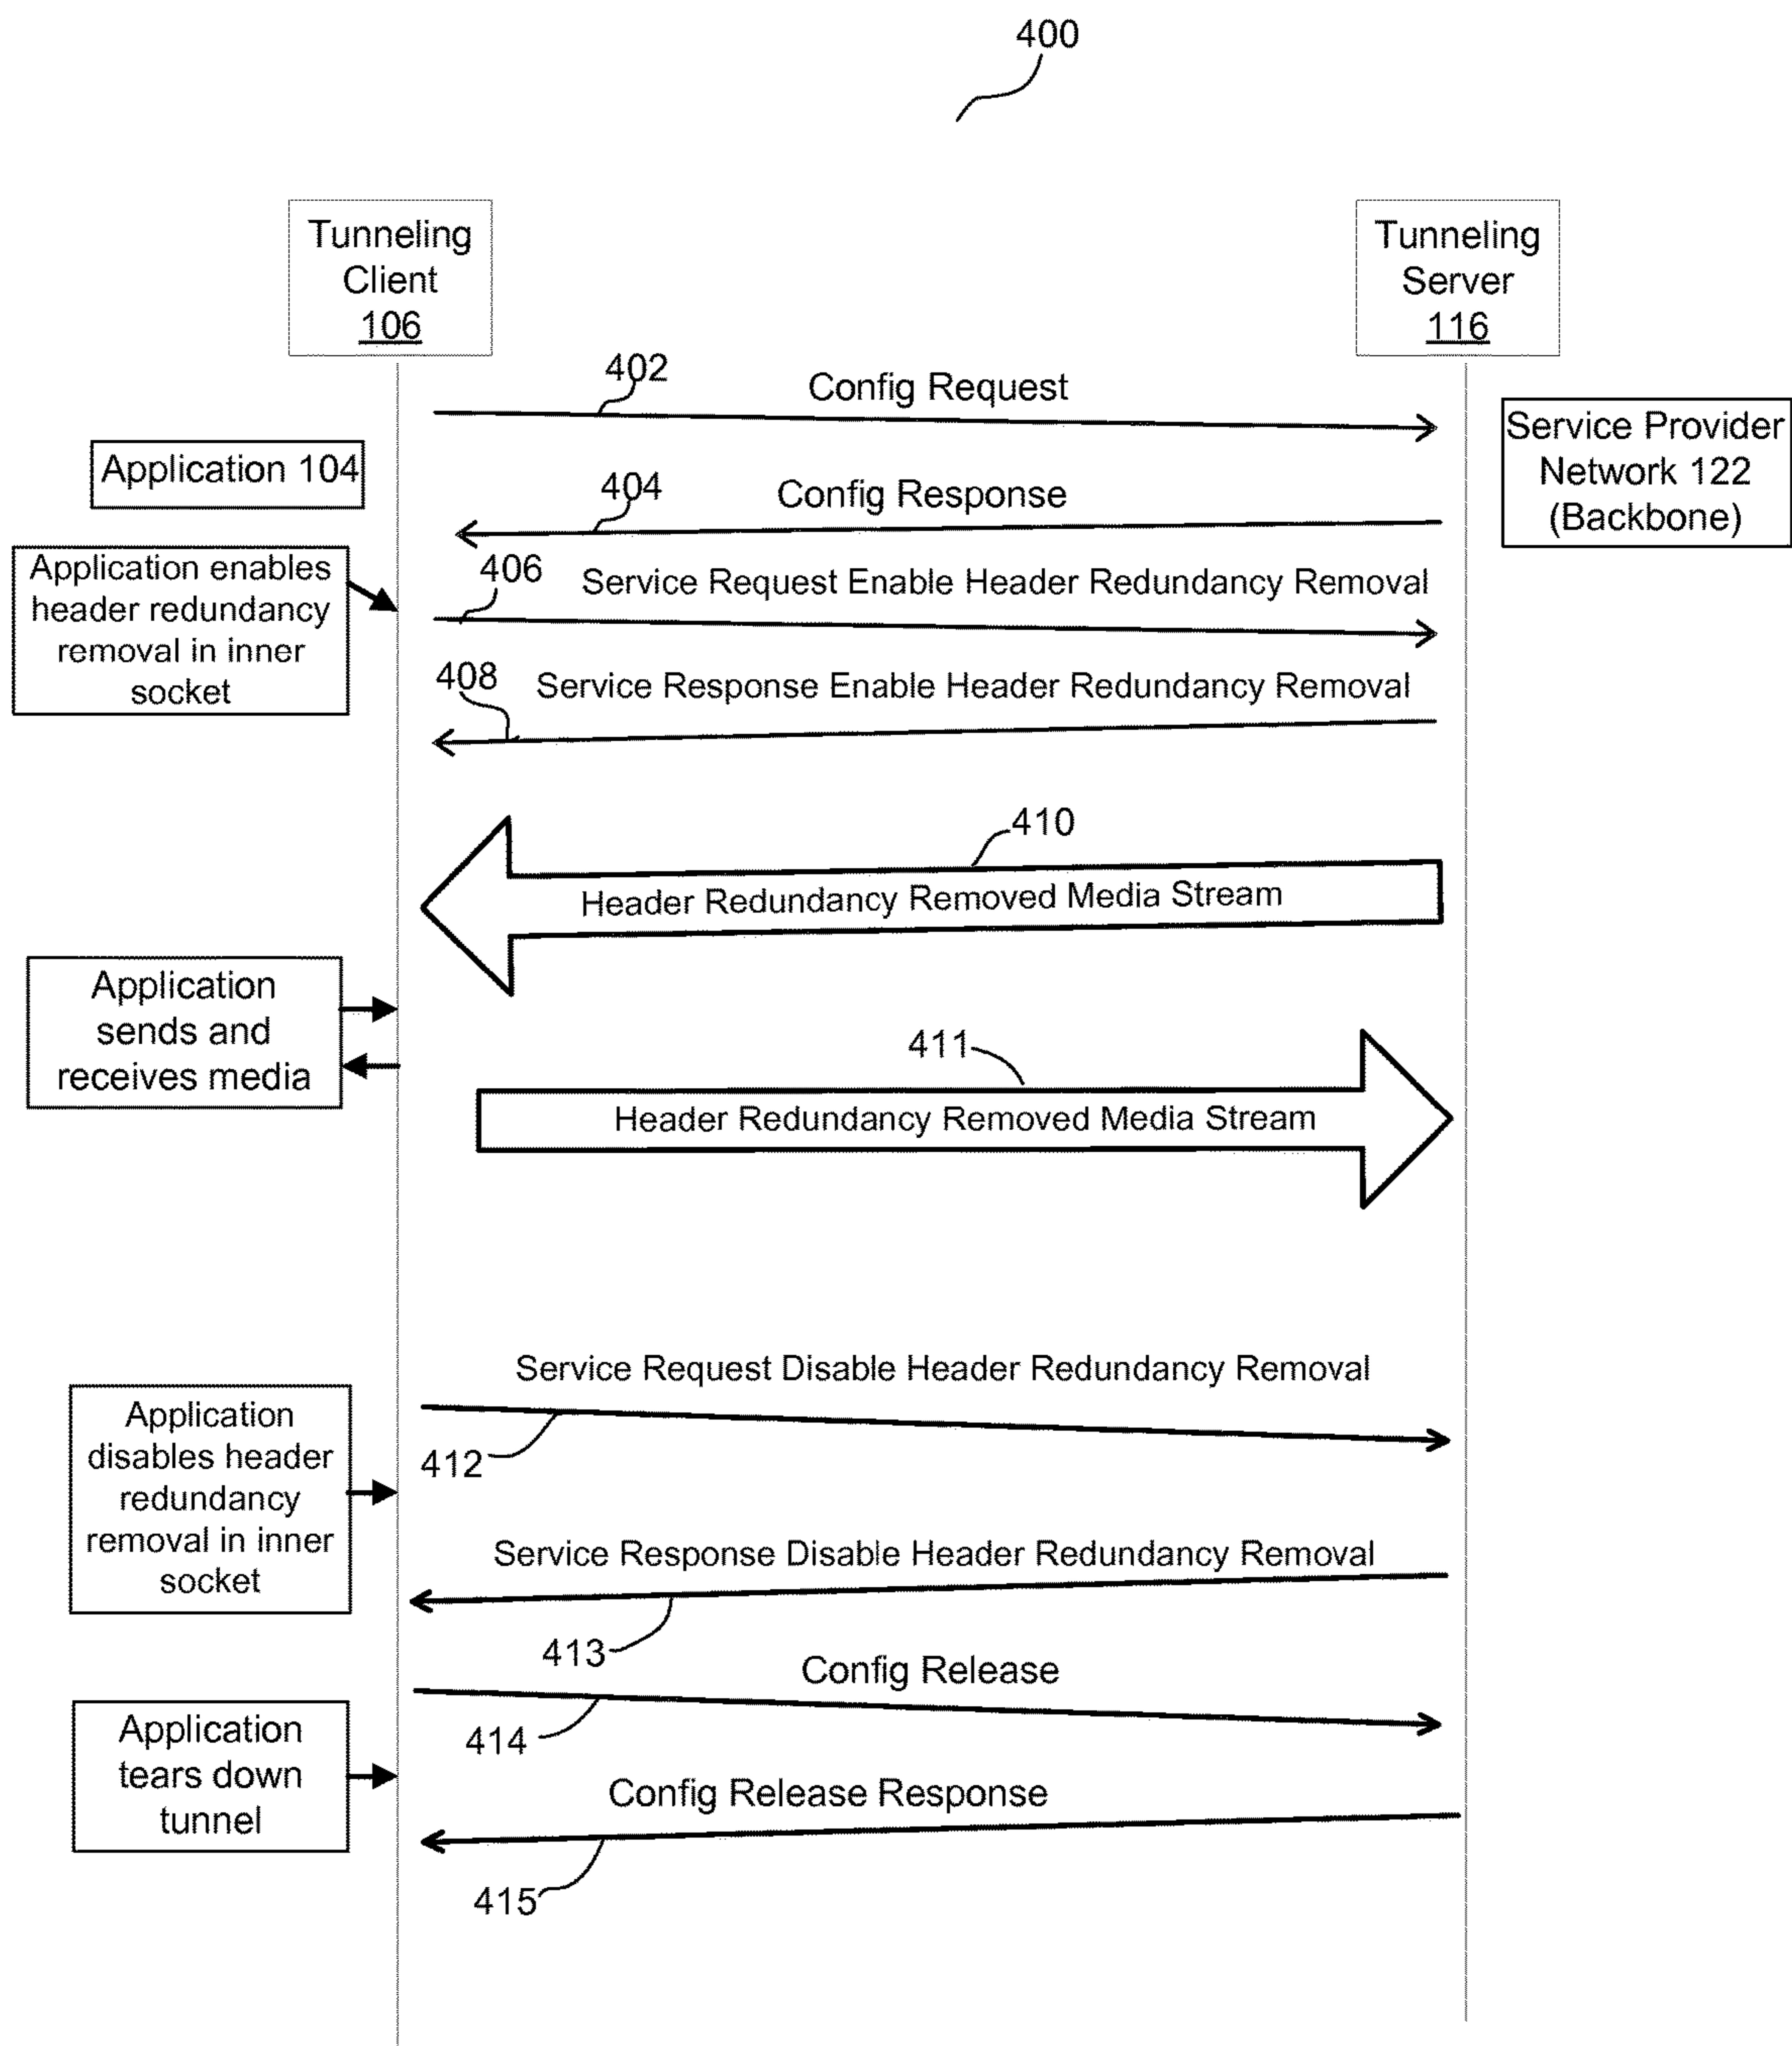 400
Tunneling
Client
106
Tunneling
Server
116
402
Config Request
Application 104
Service Provider
Network 122
(Backbone)
404
Config Response
Application enables
header redundancy
removal in inner
socket
406
Service Request Enable Header Redundancy Removal
408
Service Response Enable Header Redundancy Removal
410
Header Redundancy Removed Media Stream
Application
sends and
receives media
411
Header Redundancy Removed Media Stream
Service Request Disable Header Redundancy Removal
412
Application
disables header
redundancy
removal in inner
socket
Service Response Disable Header Redundancy Removal
413
Config Release
414
Application
tears down
tunnel
Config Release Response
415